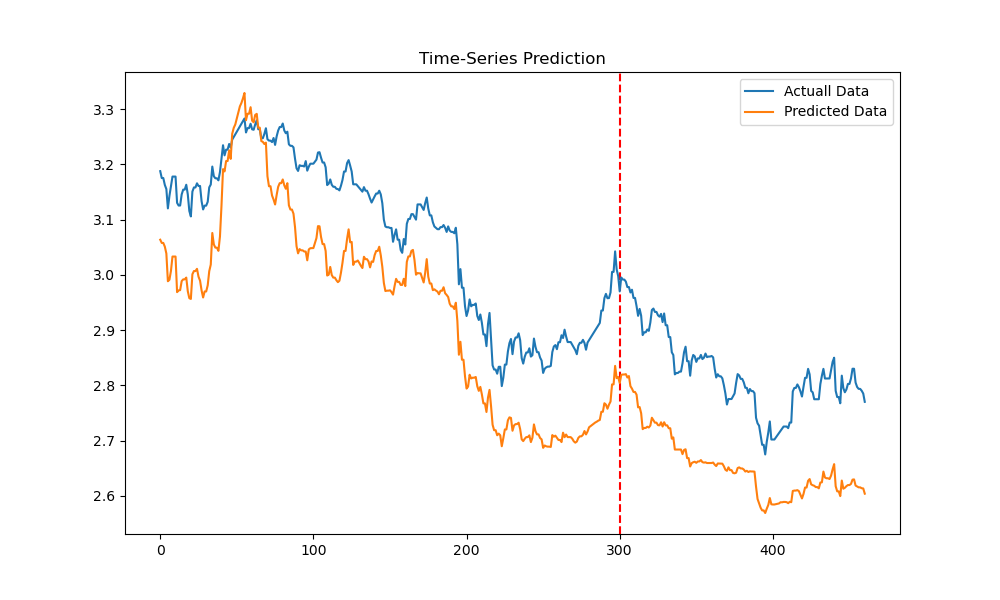 Time-Series Prediction
Actuall Data
Predicted Data
3.3
3.2
3.1
3.0
2.9
2.8
2.7
2.6
0 100 200 300 400